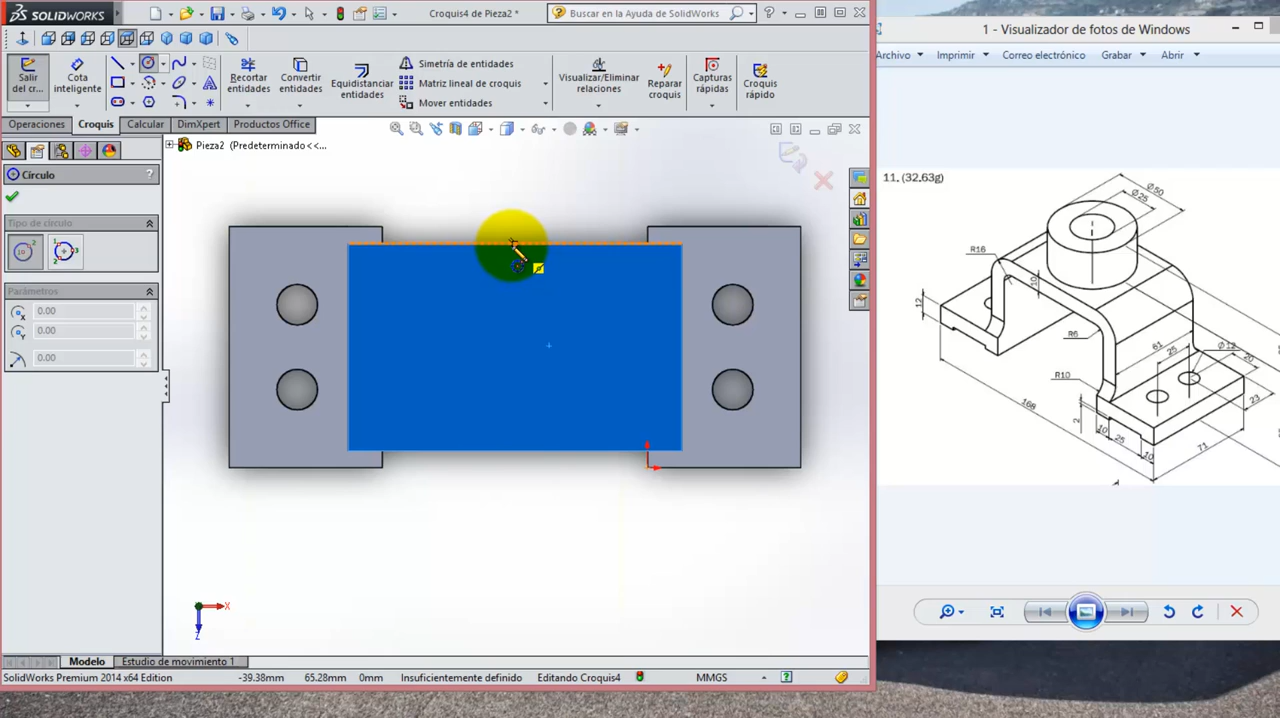 SOLIDWORKS
Croquis4 de Pieza2 *
Buscar en la Ayuda de SolidWorks
1 - Visualizador de fotos de Windows
Archivo
Imprimir
Correo electrónico
Grabar
Abrir
Salir del cr...
Cota inteligente
Recortar entidades
Convertir entidades
Equidistanciar entidades
Simetría de entidades
Matriz lineal de croquis
Mover entidades
Visualizar/Eliminar relaciones
Reparar croquis
Capturas rápidas
Croquis rápido
Operaciones
Croquis
Calcular
DimXpert
Productos Office
Pieza2 (Predeterminado<<...
Círculo
?
Tipo de círculo
Parámetros
0.00
0.00
0.00
X
Z
11. (32.63g)
Ø50
Ø25
R16
10
12
R6
61
25
Ø12
20
R10
23
168
2
10
25
10
71
Modelo
Estudio de movimiento 1
SolidWorks Premium 2014 x64 Edition
-39.38mm
65.28mm
0mm
Insuficientemente definido
Editando Croquis4
MMGS